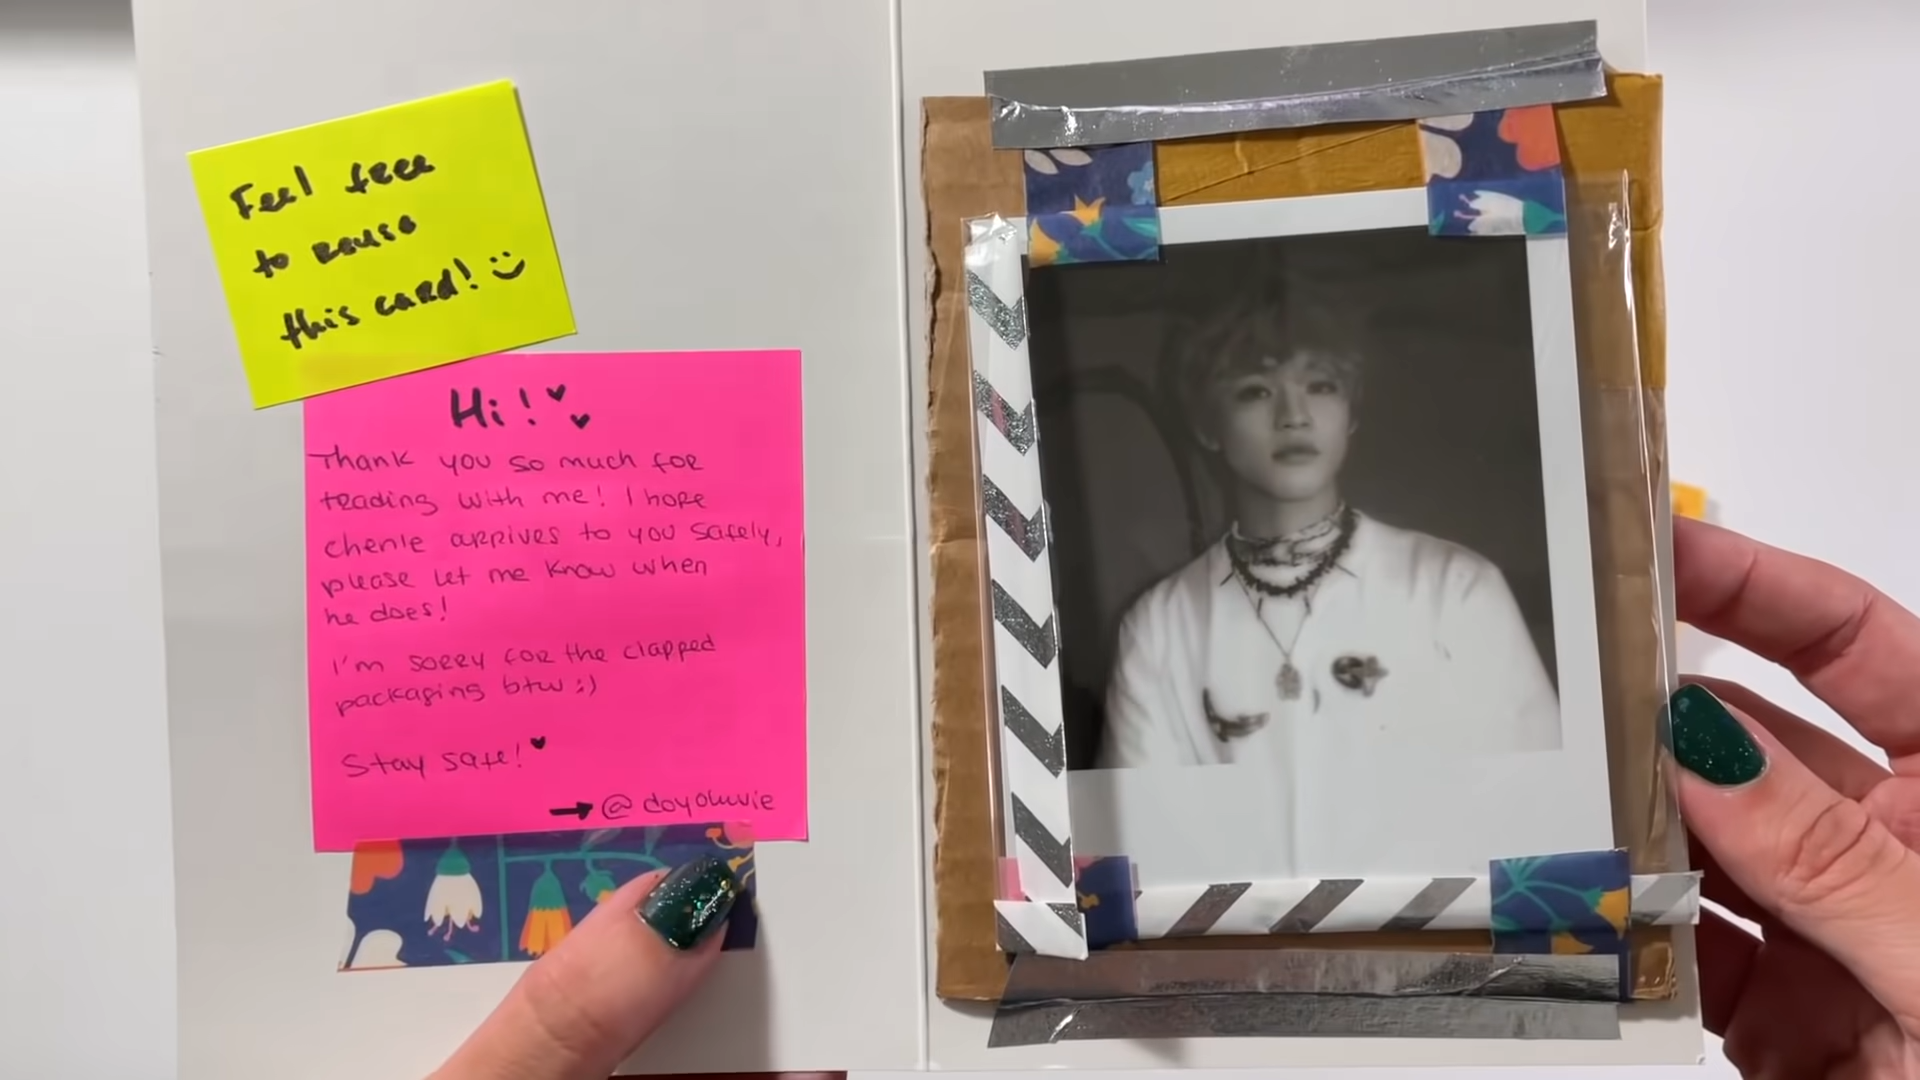 Feel free
to reuse
this card! :)
Hi! ♥♥
Thank you so much for
trading with me! I hope
chenle arrives to you safely,
please let me know when
he does!
I'm sorry for the clapped
packaging btw :)
Stay safe! ♥
→ @doyouvie